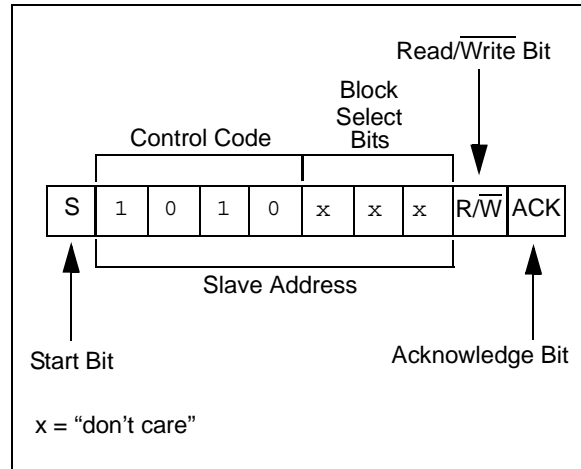 Read/Write Bit
Block
Select
Bits
Control Code
S 1 0 1 0 x x x R/W ACK
Slave Address
Start Bit
Acknowledge Bit
x = “don’t care”